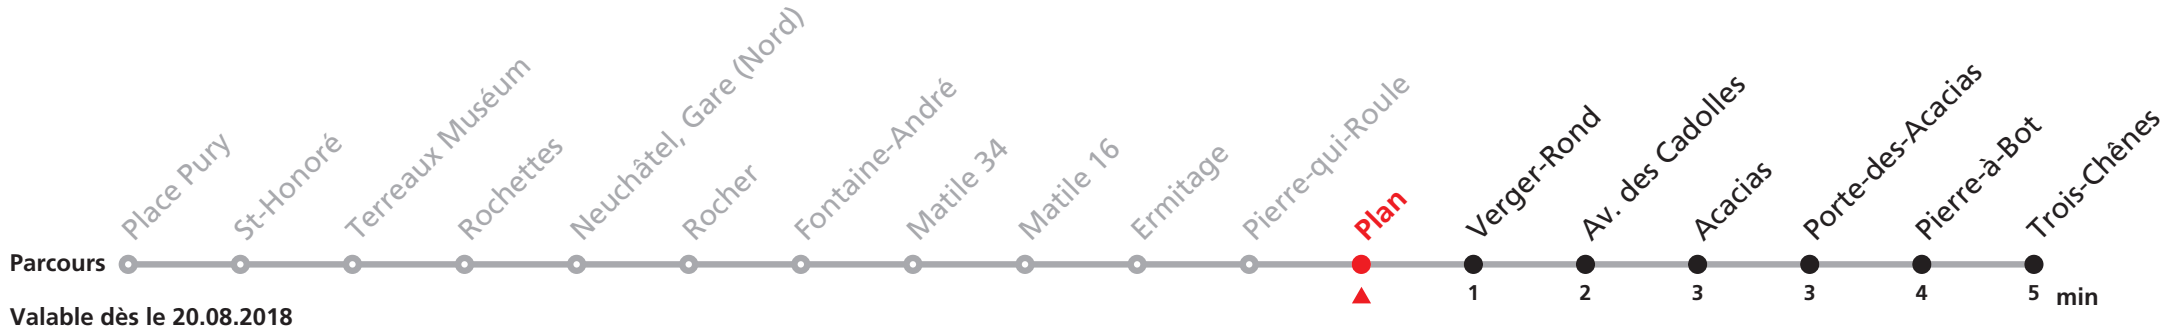 Place Pury
St-Honoré
Terreaux Muséum
Rochettes
Neuchâtel, Gare (Nord)
Rocher
Fontaine-André
Matile 34
Matile 16
Ermitage
Pierre-qui-Roule
Plan
Verger-Rond
Av. des Cadolles
Acacias
Porte-des-Acacias
Pierre-à-Bot
Trois-Chênes
Parcours
1 2 3 3 4 5 min
Valable dès le 20.08.2018